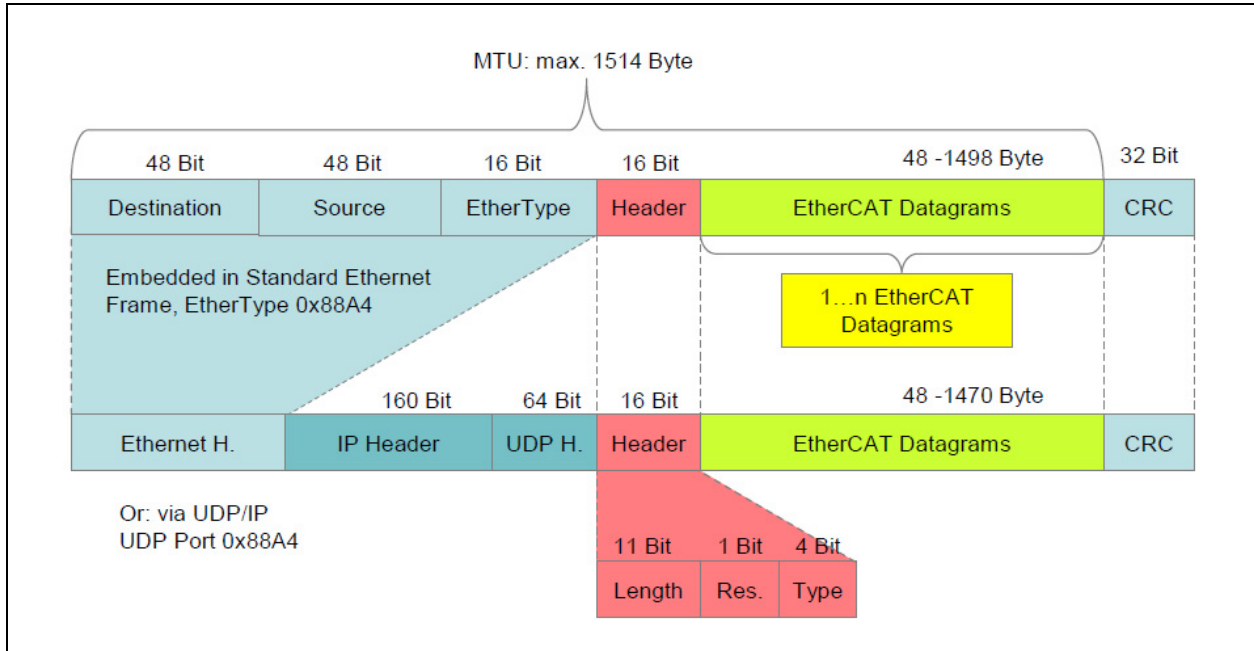 MTU: max. 1514 Byte
48 Bit
48 Bit
16 Bit
16 Bit
48 -1498 Byte
32 Bit
Destination
Source
EtherType
Header
EtherCAT Datagrams
CRC
Embedded in Standard Ethernet
Frame, EtherType 0x88A4
1…n EtherCAT
Datagrams
160 Bit
64 Bit
16 Bit
48 -1470 Byte
Ethernet H.
IP Header
UDP H.
Header
EtherCAT Datagrams
CRC
Or: via UDP/IP
UDP Port 0x88A4
11 Bit
1 Bit
4 Bit
Length
Res.
Type